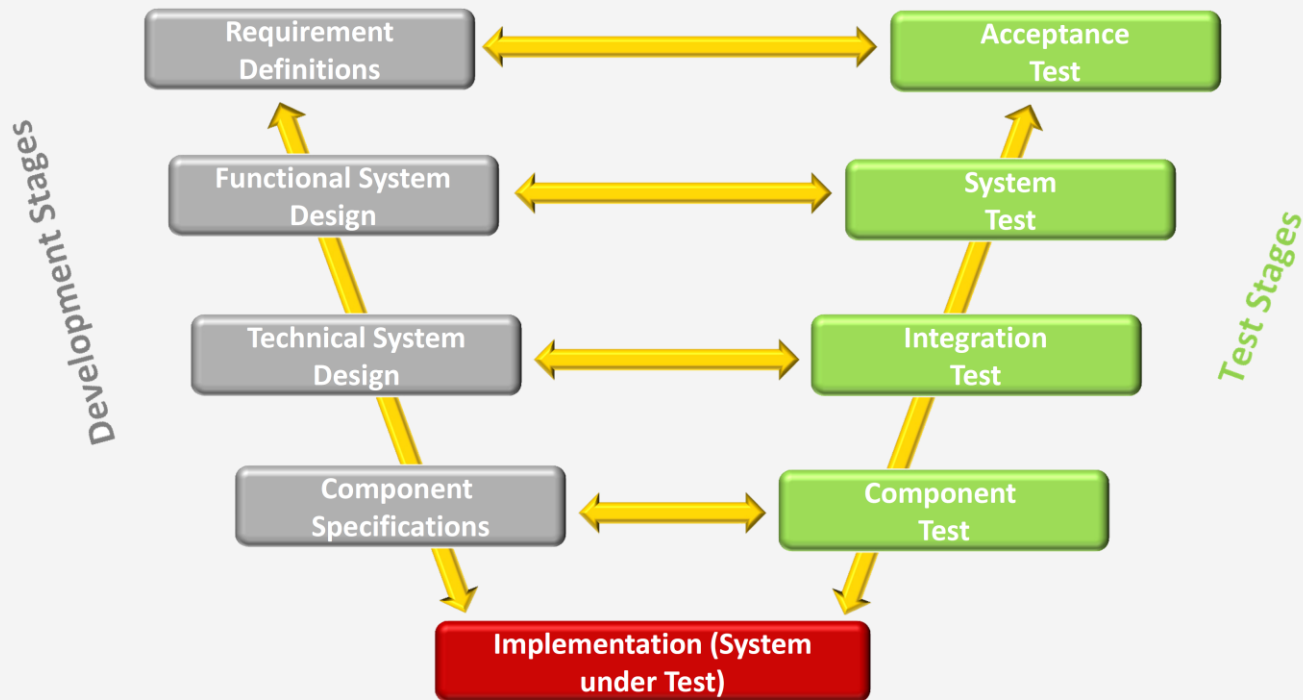 Requirement
Definitions
Acceptance
Test
Development Stages
Functional System
Design
System
Test
Test Stages
Technical System
Design
Integration
Test
Component
Specifications
Component
Test
Implementation (System
under Test)